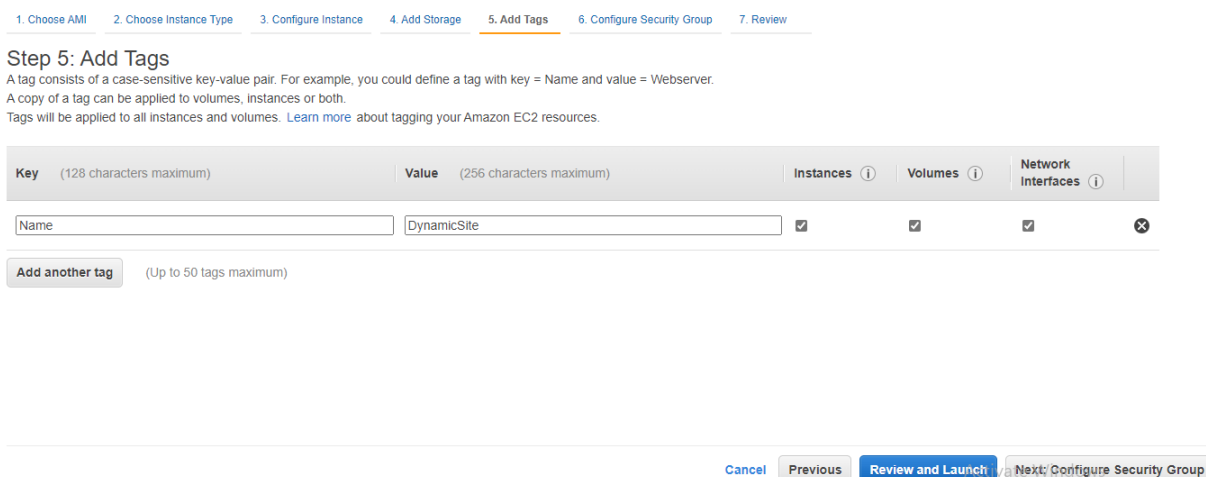 1. Choose AMI 2. Choose Instance Type 3. Configure Instance 4. Add Storage 5. Add Tags 6. Configure Security Group 7. Review
Step 5: Add Tags
A tag consists of a case-sensitive key-value pair. For example, you could define a tag with key = Name and value = Webserver.
A copy of a tag can be applied to volumes, instances or both.
Tags will be applied to all instances and volumes. Learn more about tagging your Amazon EC2 resources.
Key (128 characters maximum) Value (256 characters maximum) Instances i Volumes i Network
Interfaces i
Name DynamicSite
Add another tag (Up to 50 tags maximum)
Cancel Previous Review and Launch Next: Configure Security Group
Activate Windows